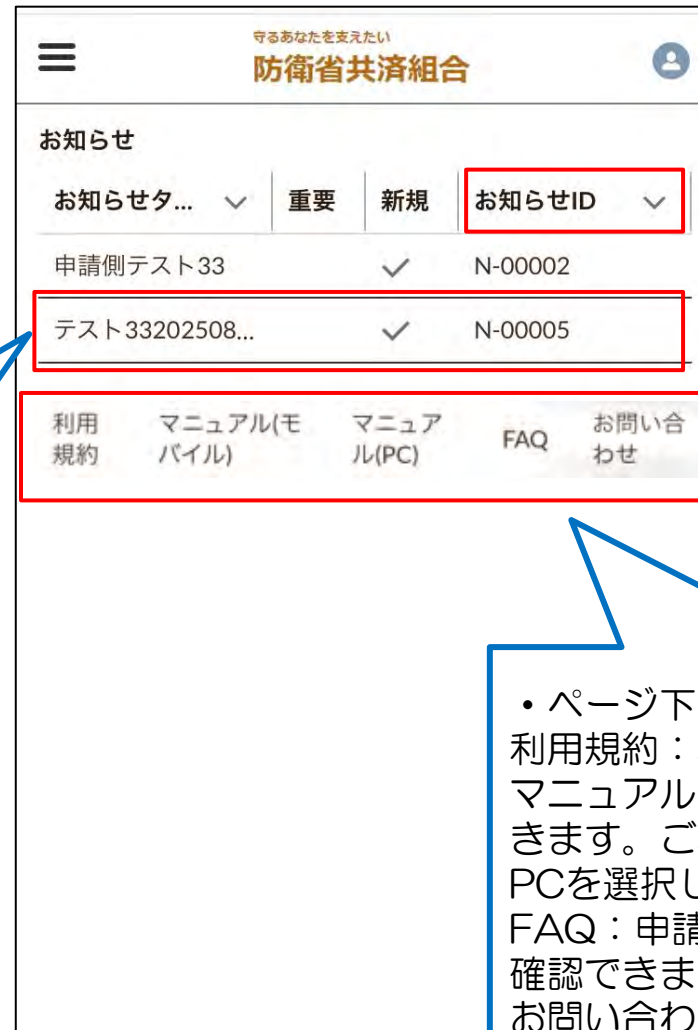 守るあなたを支えたい
防衛省共済組合
お知らせ
お知らせタ... 重要 新規 お知らせID
申請側テスト33 N-00002
テスト33202508... N-00005
利用規約 マニュアル(モバイル) マニュアル(PC) FAQ お問い合わせ
・ページ下
利用規約：
マニュアル
きます。ご
PCを選択し
FAQ：申請
確認できま
お問い合わ